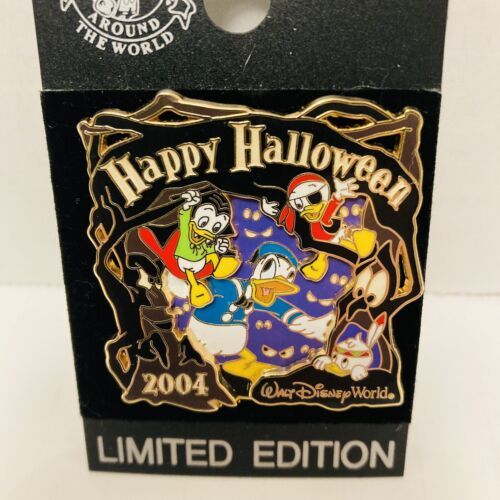 AROUND
THE WORLD
Happy Halloween
2004
WALT DISNEY World®
LIMITED EDITION